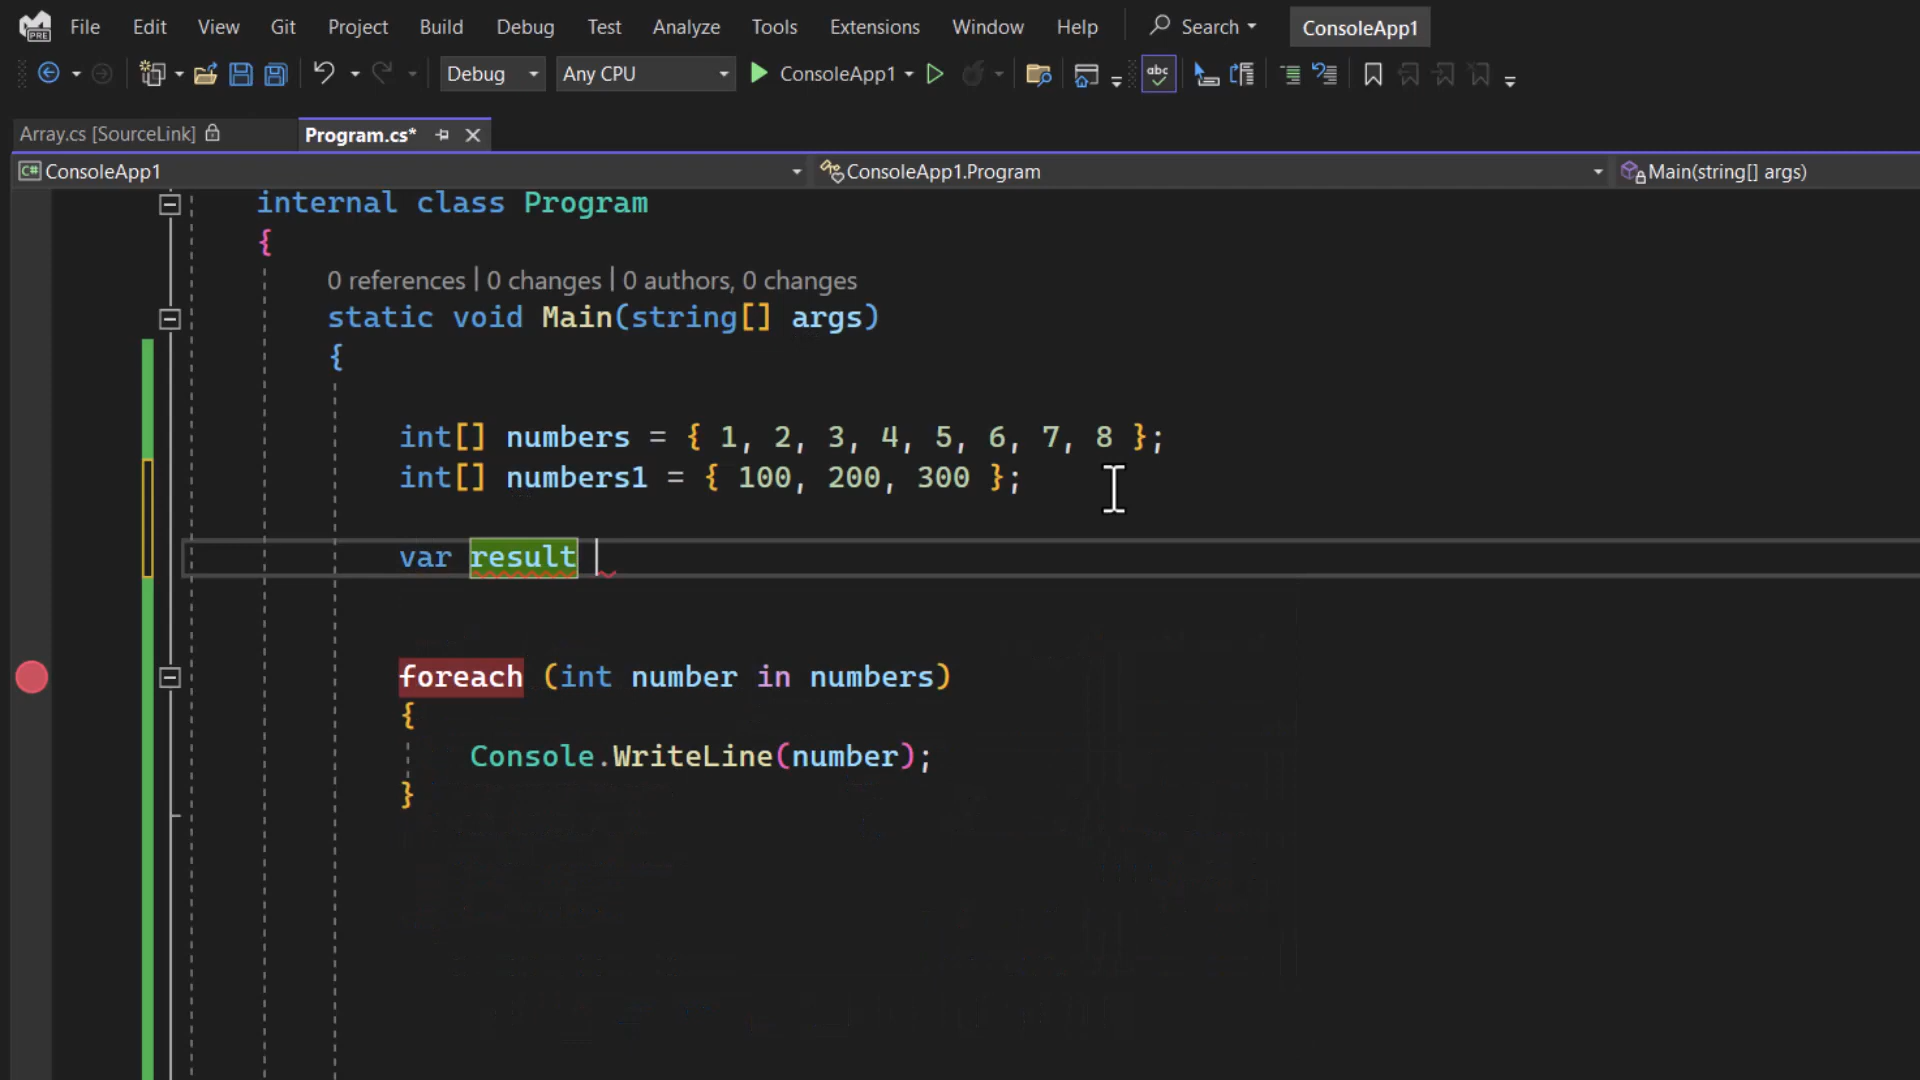 File Edit View Git Project Build Debug Test Analyze Tools Extensions Window Help Search ConsoleApp1
PRE
Debug Any CPU ConsoleApp1 abc
Array.cs [SourceLink] Program.cs*
C# ConsoleApp1 ConsoleApp1.Program Main(string[] args)
internal class Program
{
0 references | 0 changes | 0 authors, 0 changes
static void Main(string[] args)
{
int[] numbers = { 1, 2, 3, 4, 5, 6, 7, 8 };
int[] numbers1 = { 100, 200, 300 };
var result
foreach (int number in numbers)
{
Console.WriteLine(number);
}